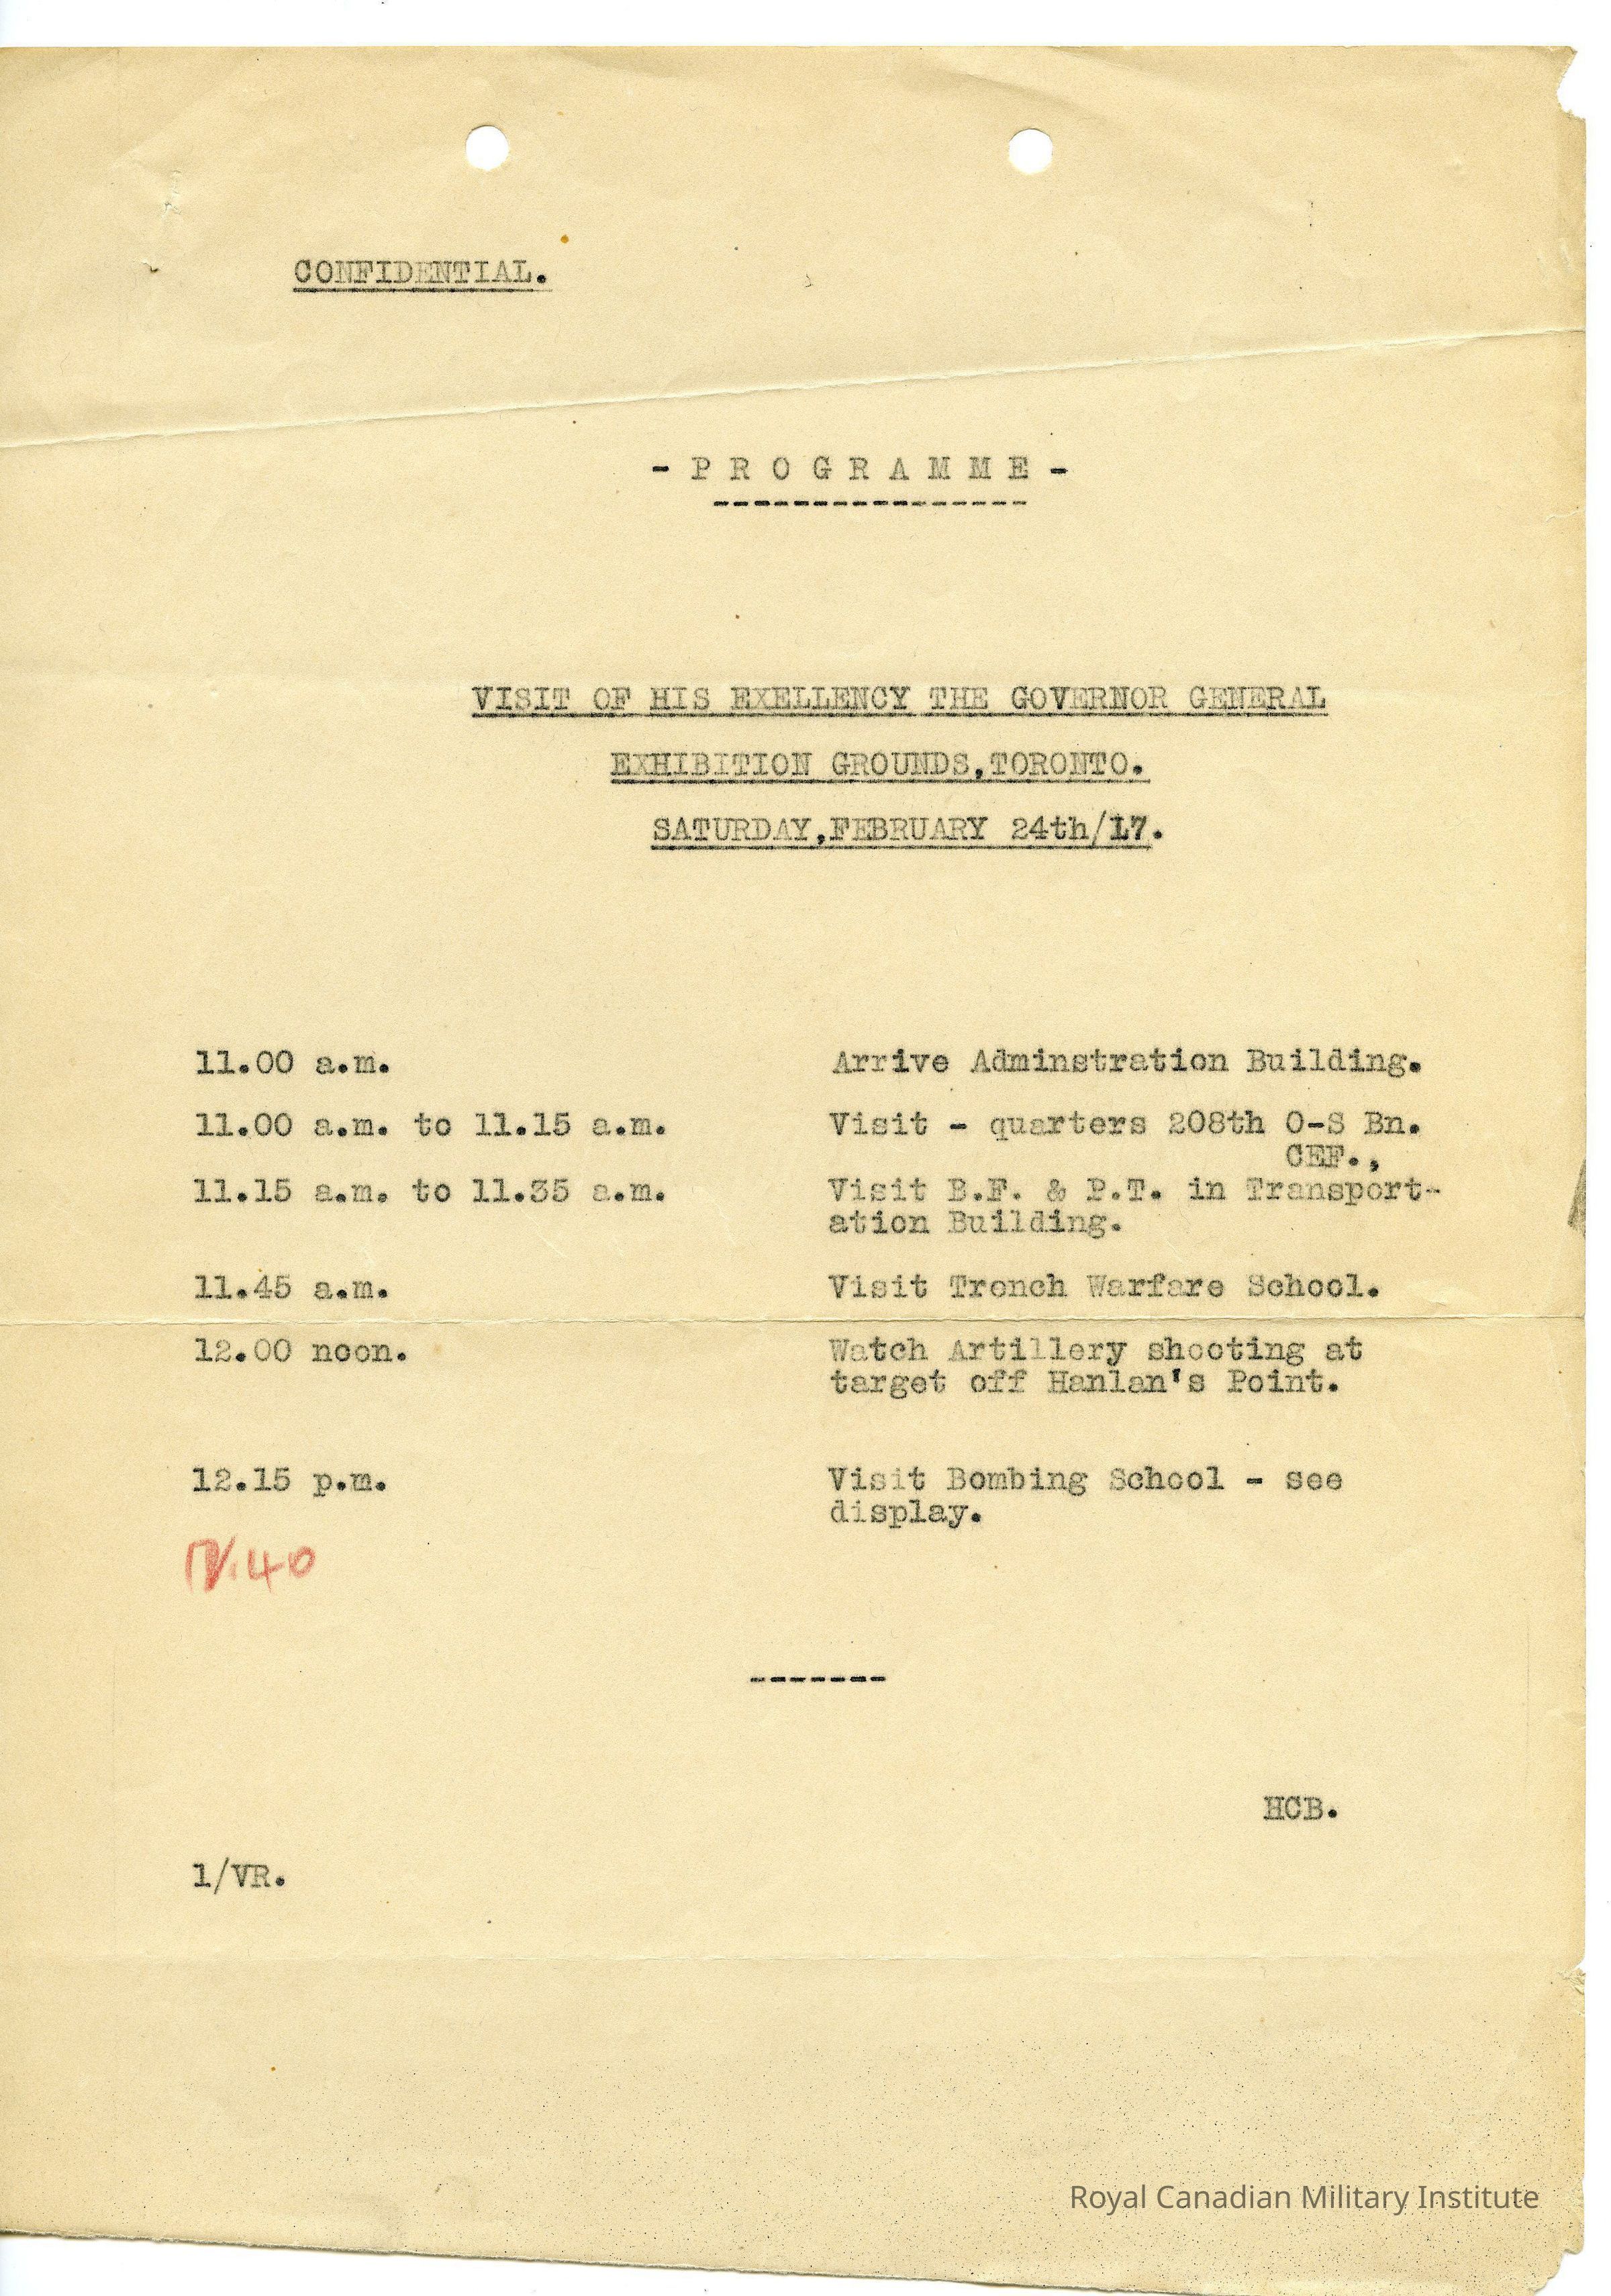 CONFIDENTIAL.
- P R O G R A M M E -
----------------
VISIT OF HIS EXELLENCY THE GOVERNOR GENERAL
EXHIBITION GROUNDS,TORONTO.
SATURDAY,FEBRUARY 24th/17.
11.00 a.m. Arrive Adminstration Building.
11.00 a.m. to 11.15 a.m. Visit - quarters 208th O-S Bn.
CEF.,
11.15 a.m. to 11.35 a.m. Visit B.F. & P.T. in Transport-
ation Building.
11.45 a.m. Visit Trench Warfare School.
12.00 noon. Watch Artillery shooting at
target off Hanlan's Point.
12.15 p.m. Visit Bombing School - see
display.
40
-------
HCB.
1/VR.
Royal Canadian Military Institute